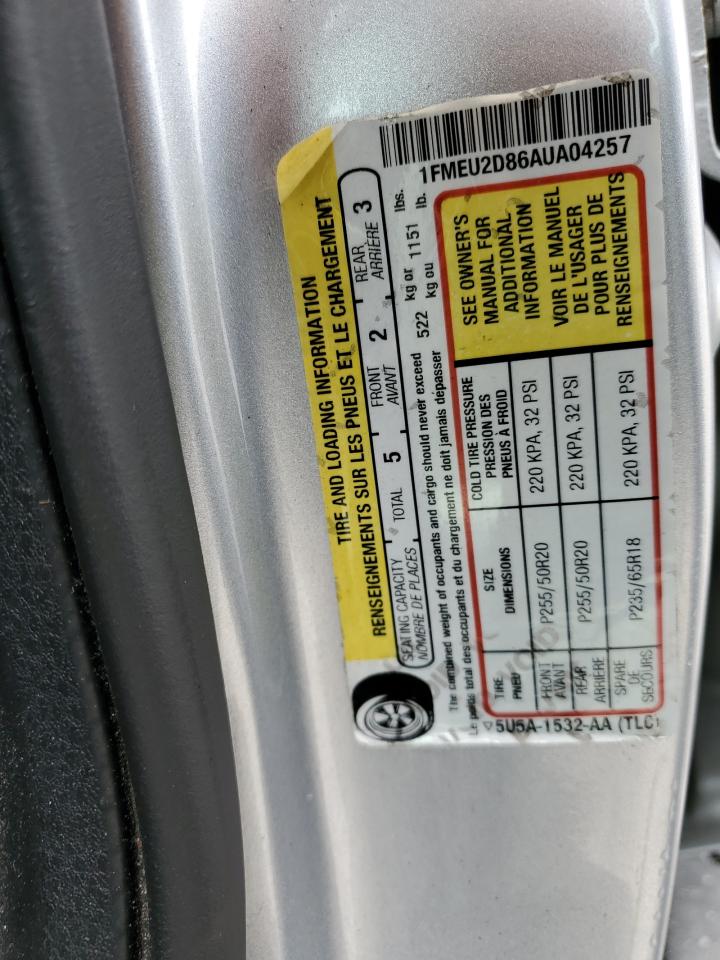 1FMEU2D86AUA04257
TIRE AND LOADING INFORMATION
RENSEIGNEMENTS SUR LES PNEUS ET LE CHARGEMENT
SEATING CAPACITY
NOMBRE DE PLACES
TOTAL 5
FRONT
AVANT 2
REAR
ARRIÈRE 3
The combined weight of occupants and cargo should never exceed 522 kg or 1151 lbs.
Le poids total des occupants et du chargement ne doit jamais dépasser kg ou lb.
TIRE
PNEU
SIZE
DIMENSIONS
COLD TIRE PRESSURE
PRESSION DES
PNEUS À FROID
FRONT
AVANT
P255/50R20
220 KPA, 32 PSI
REAR
ARRIÈRE
P255/50R20
220 KPA, 32 PSI
SPARE
DE
SECOURS
P235/65R18
220 KPA, 32 PSI
SEE OWNER'S
MANUAL FOR
ADDITIONAL
INFORMATION
VOIR LE MANUEL
DE L'USAGER
POUR PLUS DE
RENSEIGNEMENTS
5U5A-1532-AA (TLC)
VOID